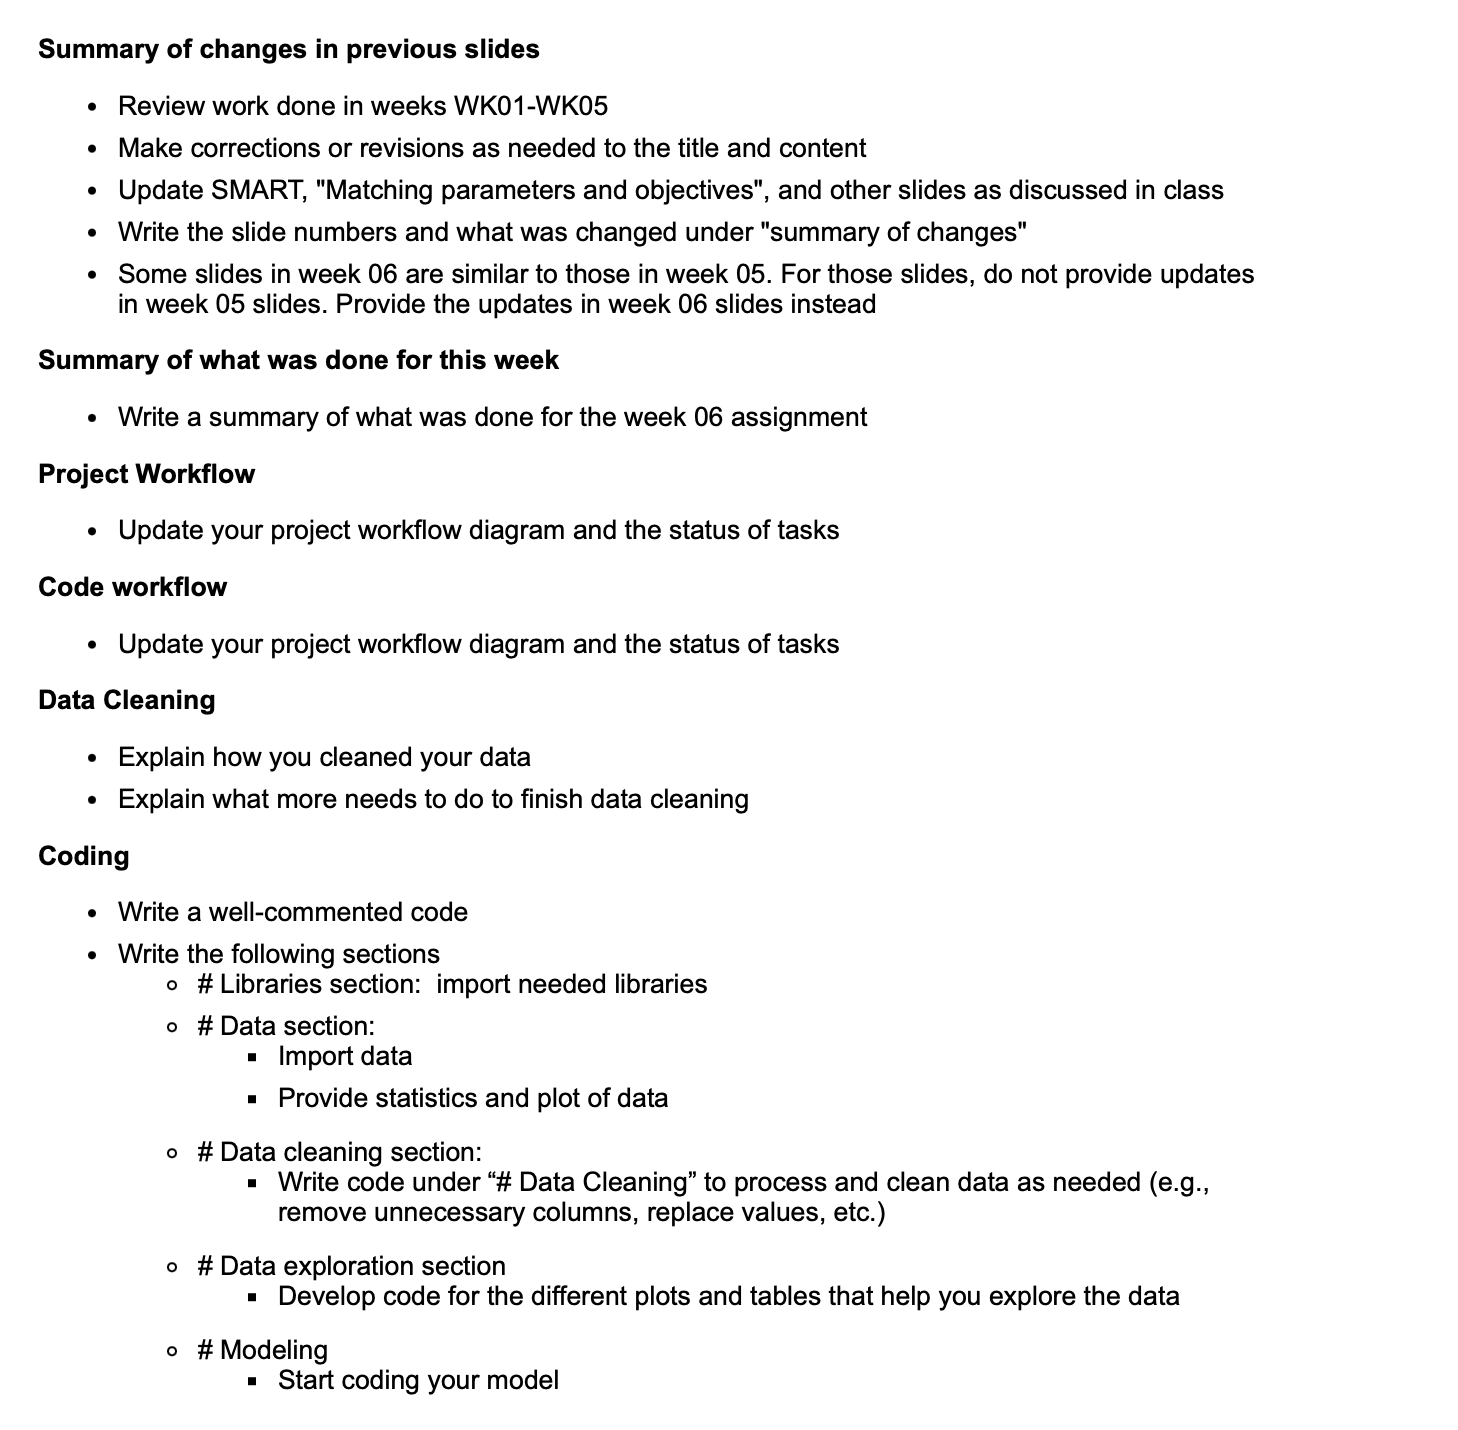 Summary of changes in previous slides
• Review work done in weeks WK01-WK05
• Make corrections or revisions as needed to the title and content
• Update SMART, "Matching parameters and objectives", and other slides as discussed in class
• Write the slide numbers and what was changed under "summary of changes"
• Some slides in week 06 are similar to those in week 05. For those slides, do not provide updates
in week 05 slides. Provide the updates in week 06 slides instead
Summary of what was done for this week
• Write a summary of what was done for the week 06 assignment
Project Workflow
• Update your project workflow diagram and the status of tasks
Code workflow
• Update your project workflow diagram and the status of tasks
Data Cleaning
• Explain how you cleaned your data
• Explain what more needs to do to finish data cleaning
Coding
• Write a well-commented code
• Write the following sections
○ # Libraries section:  import needed libraries
○ # Data section:
▪ Import data
▪ Provide statistics and plot of data
○ # Data cleaning section:
▪ Write code under “# Data Cleaning” to process and clean data as needed (e.g.,
remove unnecessary columns, replace values, etc.)
○ # Data exploration section
▪ Develop code for the different plots and tables that help you explore the data
○ # Modeling
▪ Start coding your model